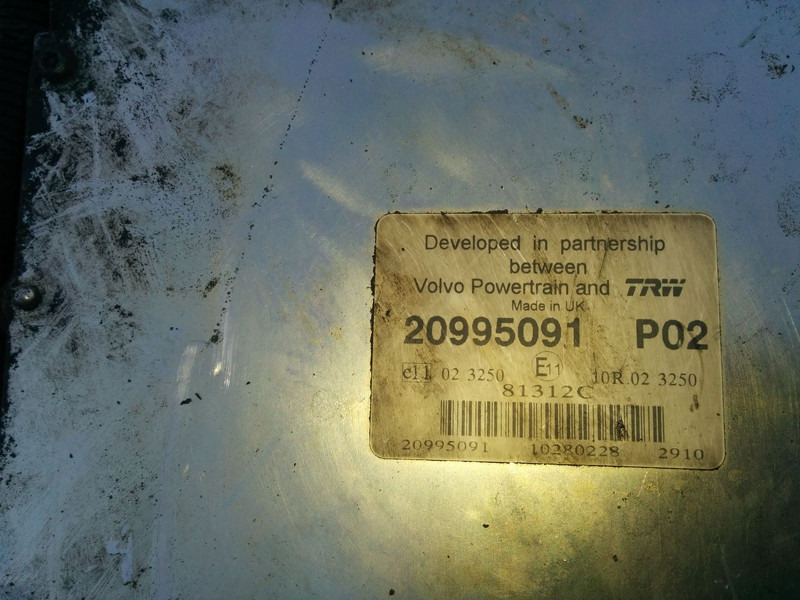 Developed in partnership
between
Volvo Powertrain and TRW
Made in UK
20995091 P02
e11 02 3250 E11 10R.02 3250
81312C
20995091 10280228 2910